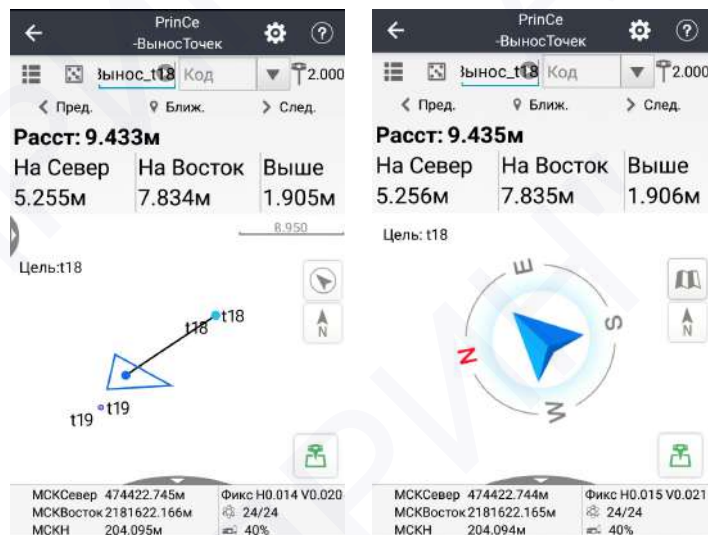 PrinCe
-ВыносТочек
Вынос_t18 Код 2.000
Пред. Ближ. След.
Расст: 9.433м
На Север На Восток Выше
5.255м 7.834м 1.905м
8.950
Цель:t18
t18 t18
t19 t19
N
МСКСевер 474422.745м Фикс H0.014 V0.020
МСКВосток 2181622.166м 24/24
МСКН 204.095м 40%
PrinCe
-ВыносТочек
Вынос_t18 Код 2.000
Пред. Ближ. След.
Расст: 9.435м
На Север На Восток Выше
5.256м 7.835м 1.906м
Цель: t18
E
S
N
W
N
МСКСевер 474422.744м Фикс H0.015 V0.021
МСКВосток 2181622.165м 24/24
МСКН 204.094м 40%